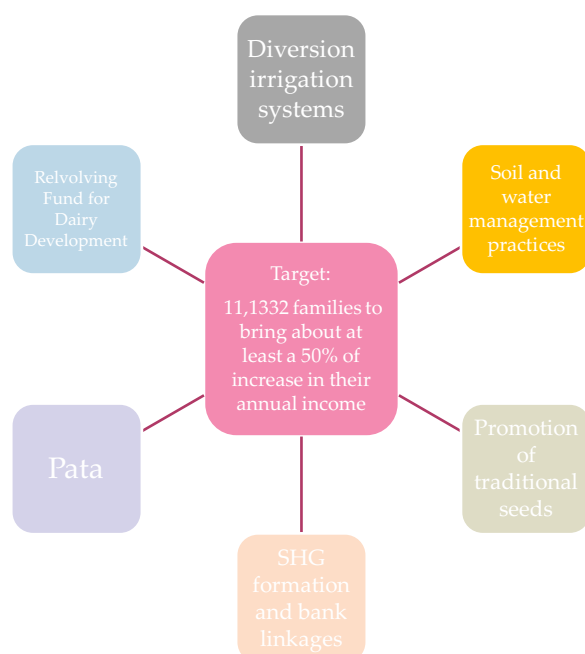 Diversion
irrigation
systems
Relvolving
Fund for
Dairy
Development
Soil and
water
management
practices
Target:
11,1332 families to
bring about at
least a 50% of
increase in their
annual income
Pata
Promotion
of
traditional
seeds
SHG
formation
and bank
linkages